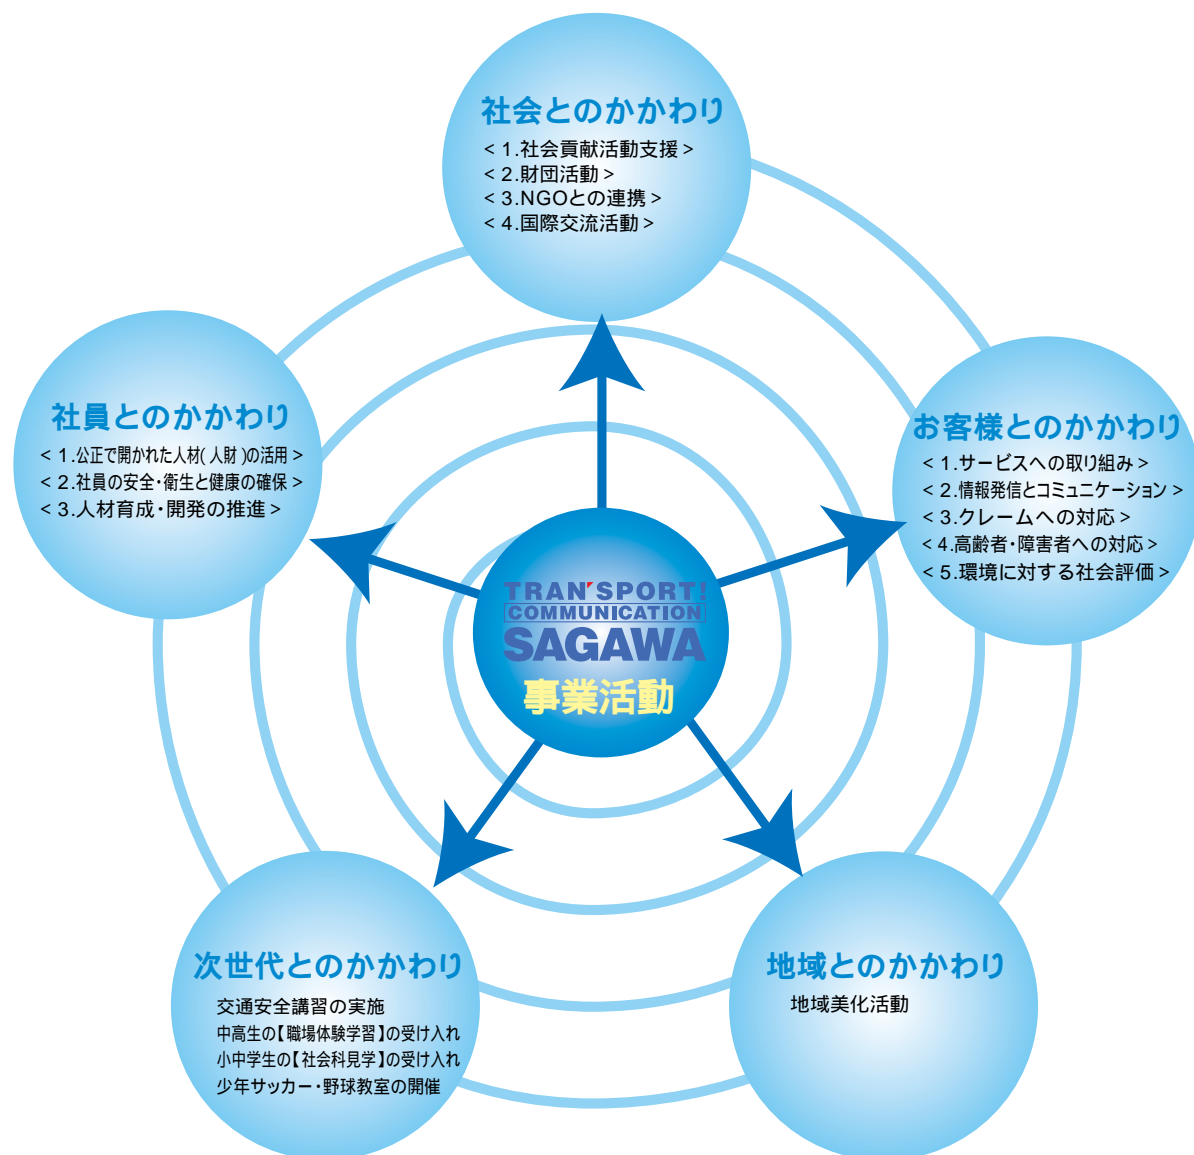 社会とのかかわり
< 1.社会貢献活動支援 >
< 2.財団活動 >
< 3.NGOとの連携 >
< 4.国際交流活動 >
社員とのかかわり
< 1.公正で開かれた人材(人財)の活用 >
< 2.社員の安全・衛生と健康の確保 >
< 3.人材育成・開発の推進 >
お客様とのかかわり
< 1.サービスへの取り組み >
< 2.情報発信とコミュニケーション >
< 3.クレームへの対応 >
< 4.高齢者・障害者への対応 >
< 5.環境に対する社会評価 >
TRAN'SPORT!
COMMUNICATION
SAGAWA
事業活動
次世代とのかかわり
交通安全講習の実施
中高生の【職場体験学習】の受け入れ
小中学生の【社会科見学】の受け入れ
少年サッカー・野球教室の開催
地域とのかかわり
地域美化活動